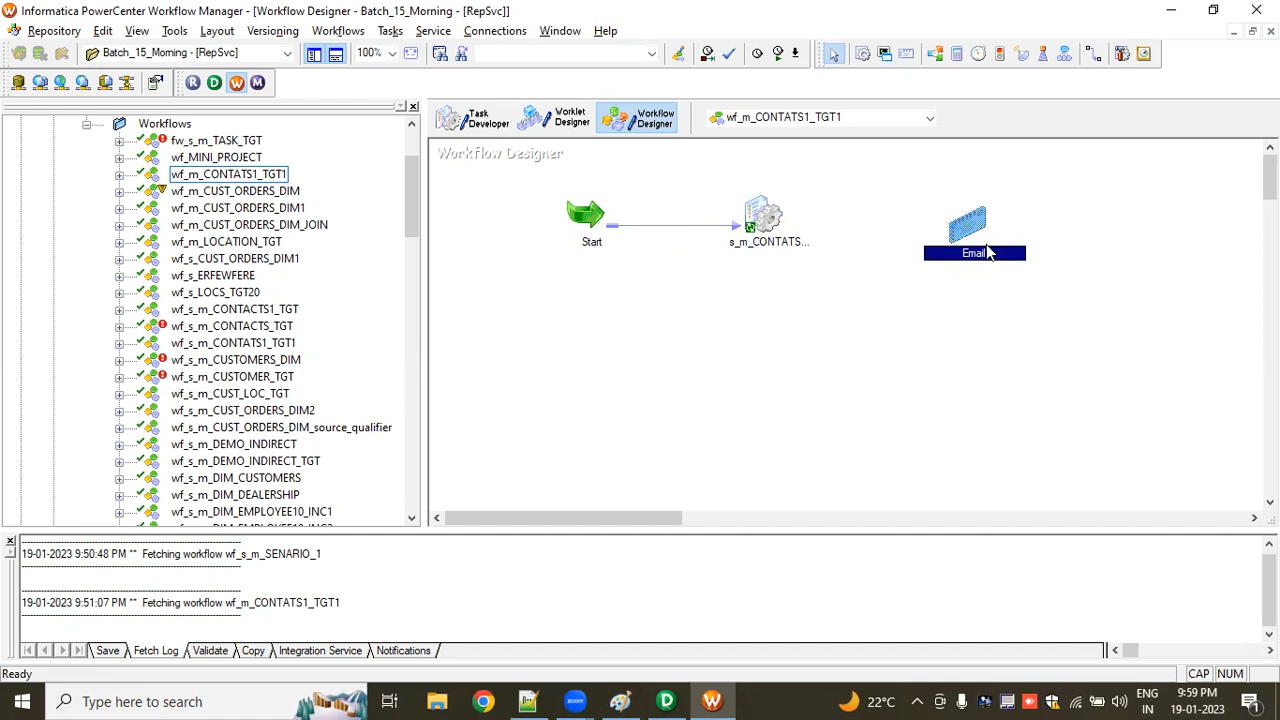 Informatica PowerCenter Workflow Manager - [Workflow Designer - Batch_15_Morning - [RepSvc]]
Repository Edit View Tools Layout Versioning Workflows Tasks Service Connections Window Help
Batch_15_Morning - [RepSvc] 100%
R D W M
Task Developer Worklet Designer Workflow Designer wf_m_CONTATS1_TGT1
Workflows
fw_s_m_TASK_TGT
wf_MINI_PROJECT
wf_m_CONTATS1_TGT1
wf_m_CUST_ORDERS_DIM
wf_m_CUST_ORDERS_DIM1
wf_m_CUST_ORDERS_DIM_JOIN
wf_m_LOCATION_TGT
wf_s_CUST_ORDERS_DIM1
wf_s_ERFEWFERE
wf_s_LOCS_TGT20
wf_s_m_CONTACTS1_TGT
wf_s_m_CONTACTS_TGT
wf_s_m_CONTATS1_TGT1
wf_s_m_CUSTOMERS_DIM
wf_s_m_CUSTOMER_TGT
wf_s_m_CUST_LOC_TGT
wf_s_m_CUST_ORDERS_DIM2
wf_s_m_CUST_ORDERS_DIM_source_qualifier
wf_s_m_DEMO_INDIRECT
wf_s_m_DEMO_INDIRECT_TGT
wf_s_m_DIM_CUSTOMERS
wf_s_m_DIM_DEALERSHIP
wf_s_m_DIM_EMPLOYEE10_INC1
Workflow Designer
Start
s_m_CONTATS...
Email
19-01-2023 9:50:48 PM ** Fetching workflow wf_s_m_SENARIO_1
19-01-2023 9:51:07 PM ** Fetching workflow wf_m_CONTATS1_TGT1
Save Fetch Log Validate Copy Integration Service Notifications
Ready CAP NUM
Type here to search
22°C
ENG
IN
9:59 PM
19-01-2023